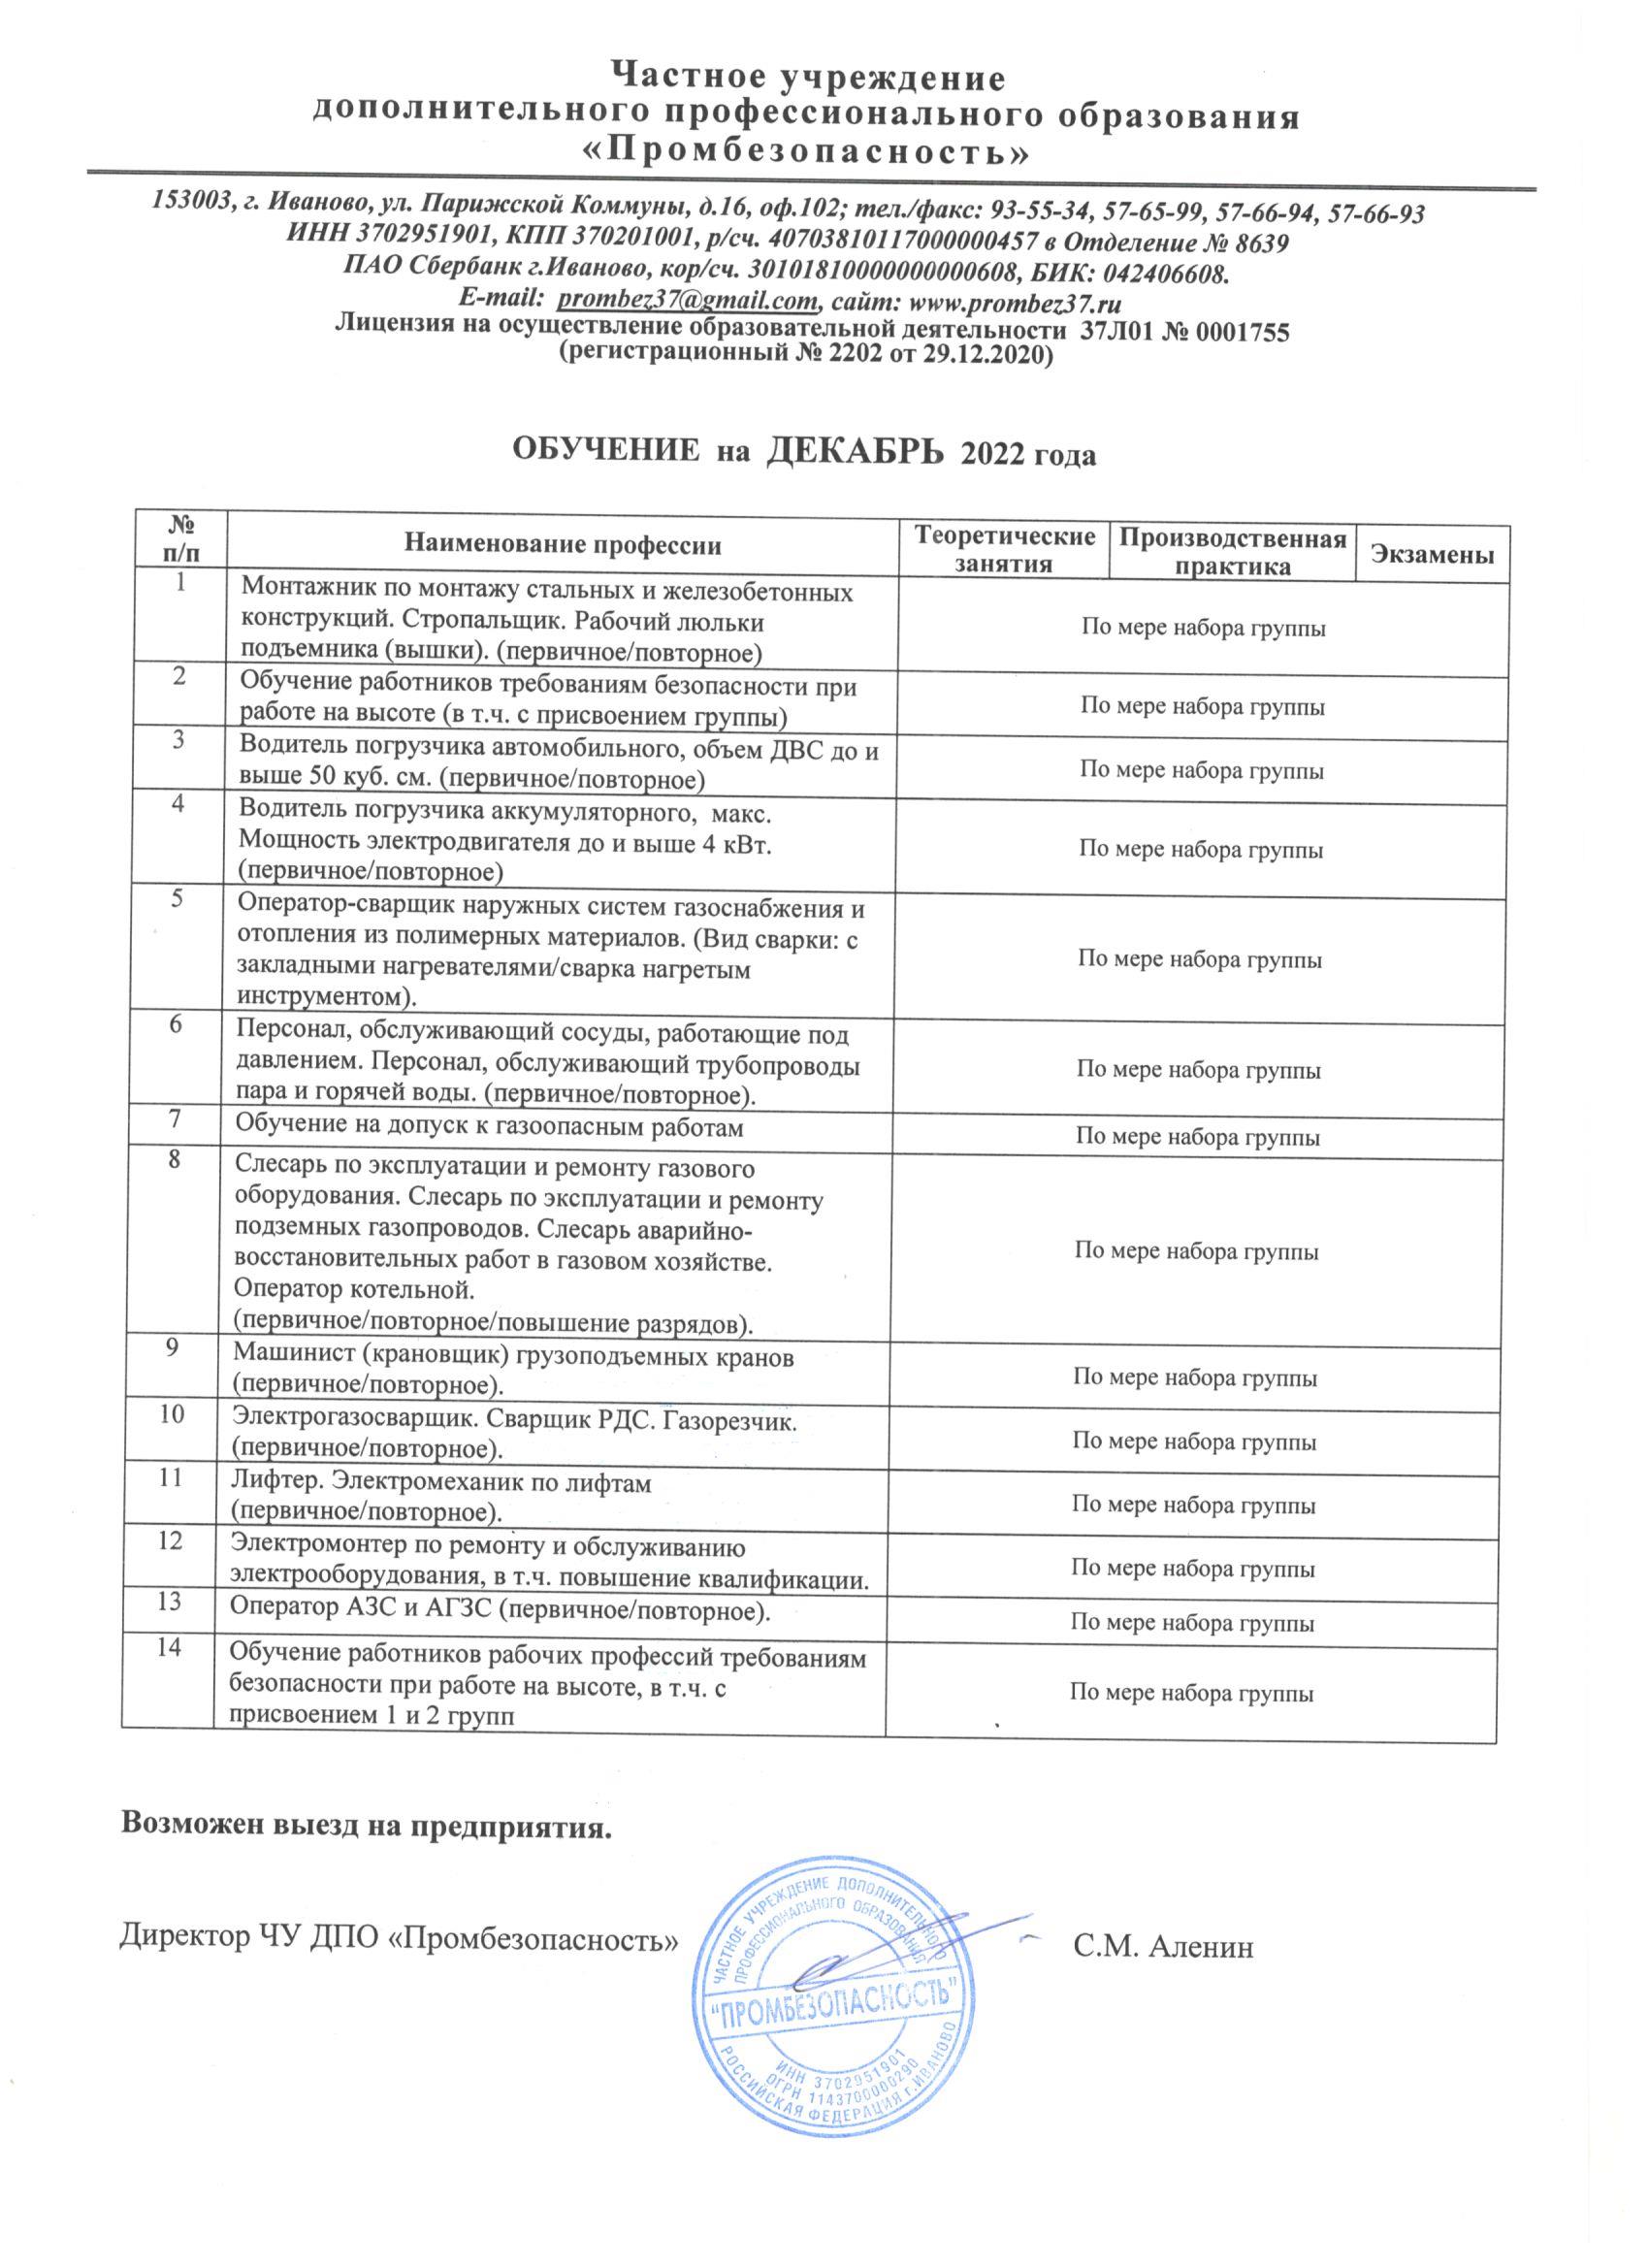 Частное учреждение
дополнительного профессионального образования
«Промбезопасность»
153003, г. Иваново, ул. Парижской Коммуны, д.16, оф.102; тел./факс: 93-55-34, 57-65-99, 57-66-94, 57-66-93
ИНН 3702951901, КПП 370201001, р/сч. 40703810117000000457 в Отделение № 8639
ПАО Сбербанк г.Иваново, кор/сч. 30101810000000000608, БИК: 042406608.
E-mail: prombez37@gmail.com, сайт: www.prombez37.ru
Лицензия на осуществление образовательной деятельности 37Л01 № 0001755
(регистрационный № 2202 от 29.12.2020)
ОБУЧЕНИЕ на ДЕКАБРЬ 2022 года
№ п/п
Наименование профессии
Теоретические занятия
Производственная практика
Экзамены
1
Монтажник по монтажу стальных и железобетонных
конструкций. Стропальщик. Рабочий люльки
подъемника (вышки). (первичное/повторное)
По мере набора группы
2
Обучение работников требованиям безопасности при
работе на высоте (в т.ч. с присвоением группы)
По мере набора группы
3
Водитель погрузчика автомобильного, объем ДВС до и
выше 50 куб. см. (первичное/повторное)
По мере набора группы
4
Водитель погрузчика аккумуляторного, макс.
Мощность электродвигателя до и выше 4 кВт.
(первичное/повторное)
По мере набора группы
5
Оператор-сварщик наружных систем газоснабжения и
отопления из полимерных материалов. (Вид сварки: с
закладными нагревателями/сварка нагретым
инструментом).
По мере набора группы
6
Персонал, обслуживающий сосуды, работающие под
давлением. Персонал, обслуживающий трубопроводы
пара и горячей воды. (первичное/повторное).
По мере набора группы
7
Обучение на допуск к газоопасным работам
По мере набора группы
8
Слесарь по эксплуатации и ремонту газового
оборудования. Слесарь по эксплуатации и ремонту
подземных газопроводов. Слесарь аварийно-
восстановительных работ в газовом хозяйстве.
Оператор котельной.
(первичное/повторное/повышение разрядов).
По мере набора группы
9
Машинист (крановщик) грузоподъемных кранов
(первичное/повторное).
По мере набора группы
10
Электрогазосварщик. Сварщик РДС. Газорезчик.
(первичное/повторное).
По мере набора группы
11
Лифтер. Электромеханик по лифтам
(первичное/повторное).
По мере набора группы
12
Электромонтер по ремонту и обслуживанию
электрооборудования, в т.ч. повышение квалификации.
По мере набора группы
13
Оператор АЗС и АГЗС (первичное/повторное).
По мере набора группы
14
Обучение работников рабочих профессий требованиям
безопасности при работе на высоте, в т.ч. с
присвоением 1 и 2 групп
По мере набора группы
Возможен выезд на предприятия.
Директор ЧУ ДПО «Промбезопасность»
С.М. Аленин
ЧАСТНОЕ УЧРЕЖДЕНИЕ ДОПОЛНИТЕЛЬНОГО
ПРОФЕССИОНАЛЬНОГО ОБРАЗОВАНИЯ
"ПРОМБЕЗОПАСНОСТЬ"
ИНН 3702951901
ОГРН 1143700000290
РОССИЙСКАЯ ФЕДЕРАЦИЯ г.ИВАНОВО